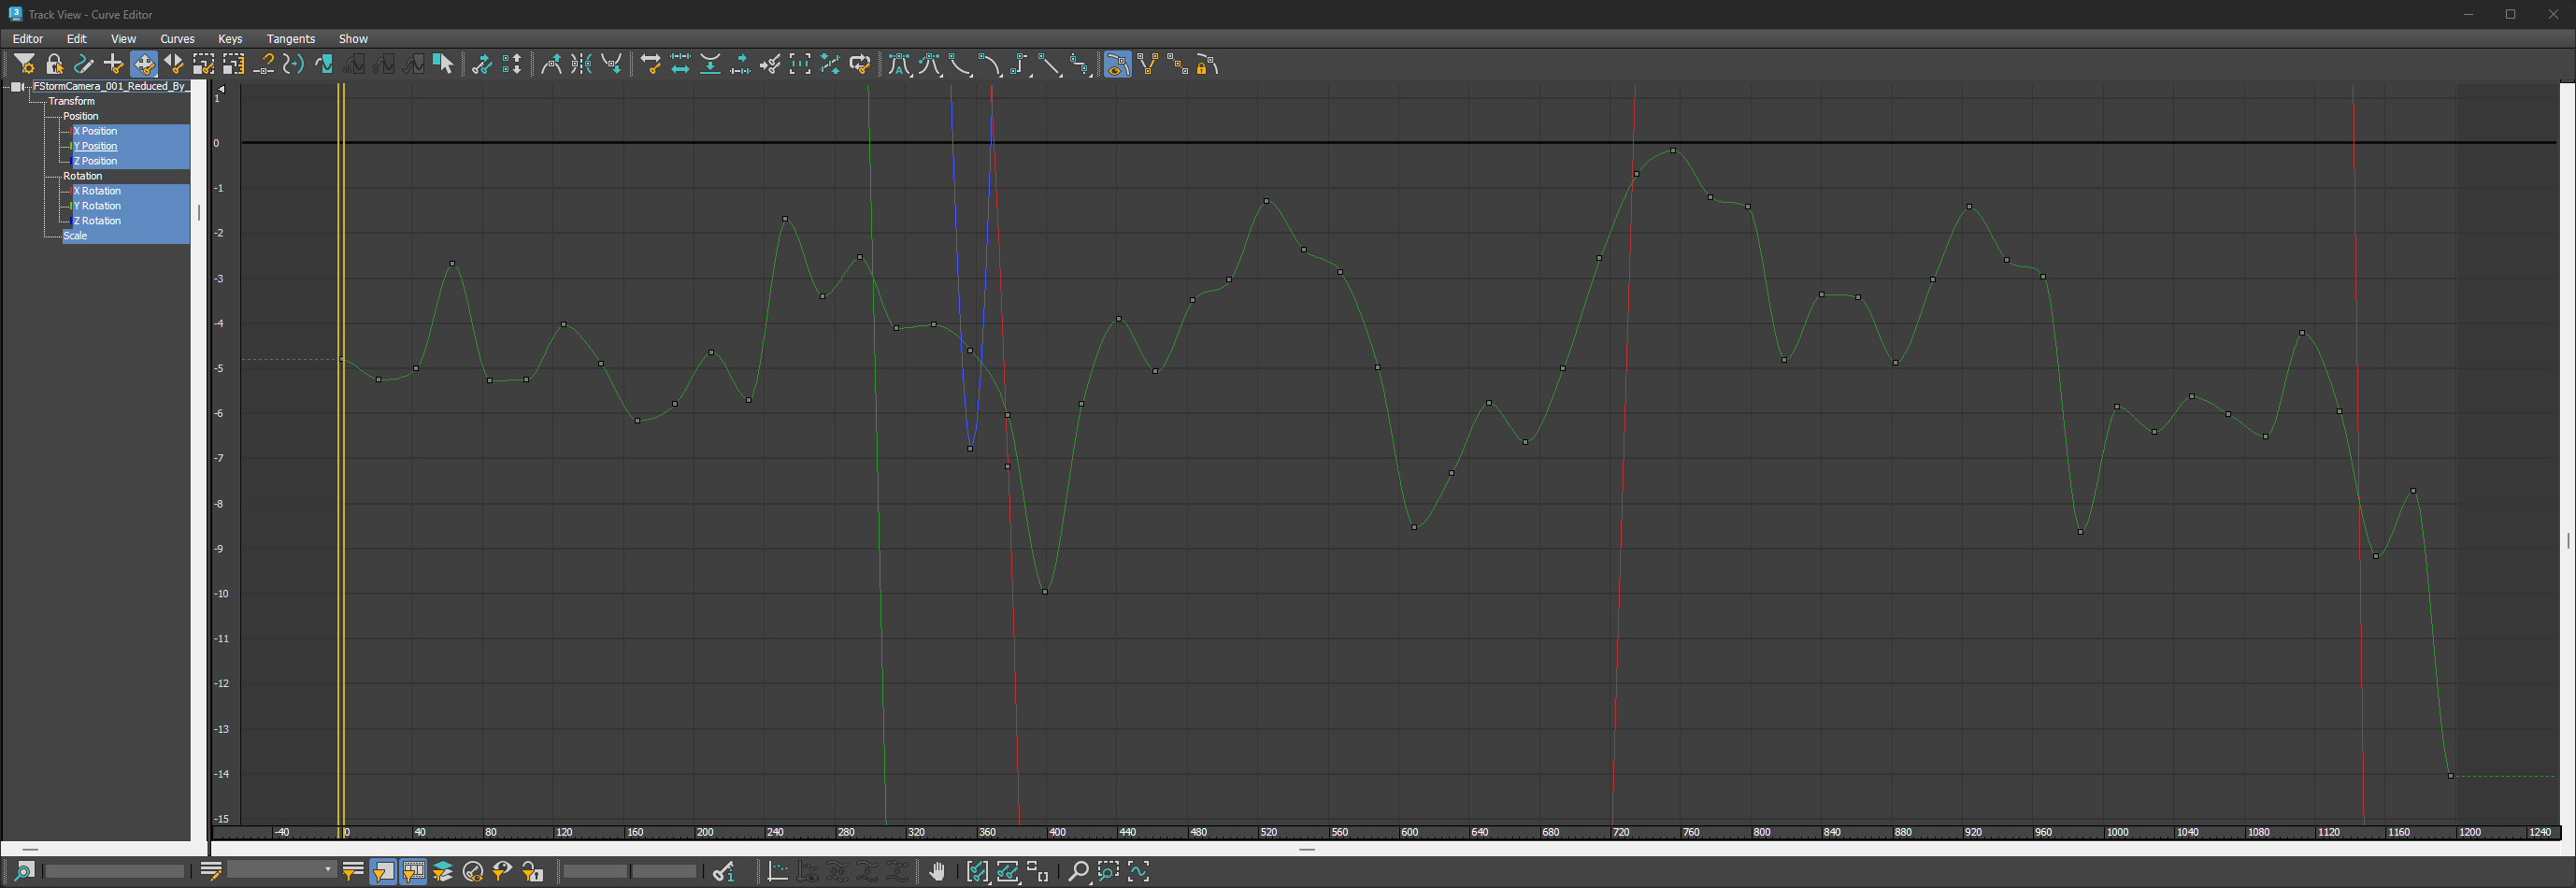 3
Track View - Curve Editor
Editor Edit View Curves Keys Tangents Show
FStormCamera_001_Reduced_By_
Transform
Position
X Position
Y Position
Z Position
Rotation
X Rotation
Y Rotation
Z Rotation
Scale
1
0
-1
-2
-3
-4
-5
-6
-7
-8
-9
-10
-11
-12
-13
-14
-15
-40 0 40 80 120 160 200 240 280 320 360 400 440 480 520 560 600 640 680 720 760 800 840 880 920 960 1000 1040 1080 1120 1160 1200 1240